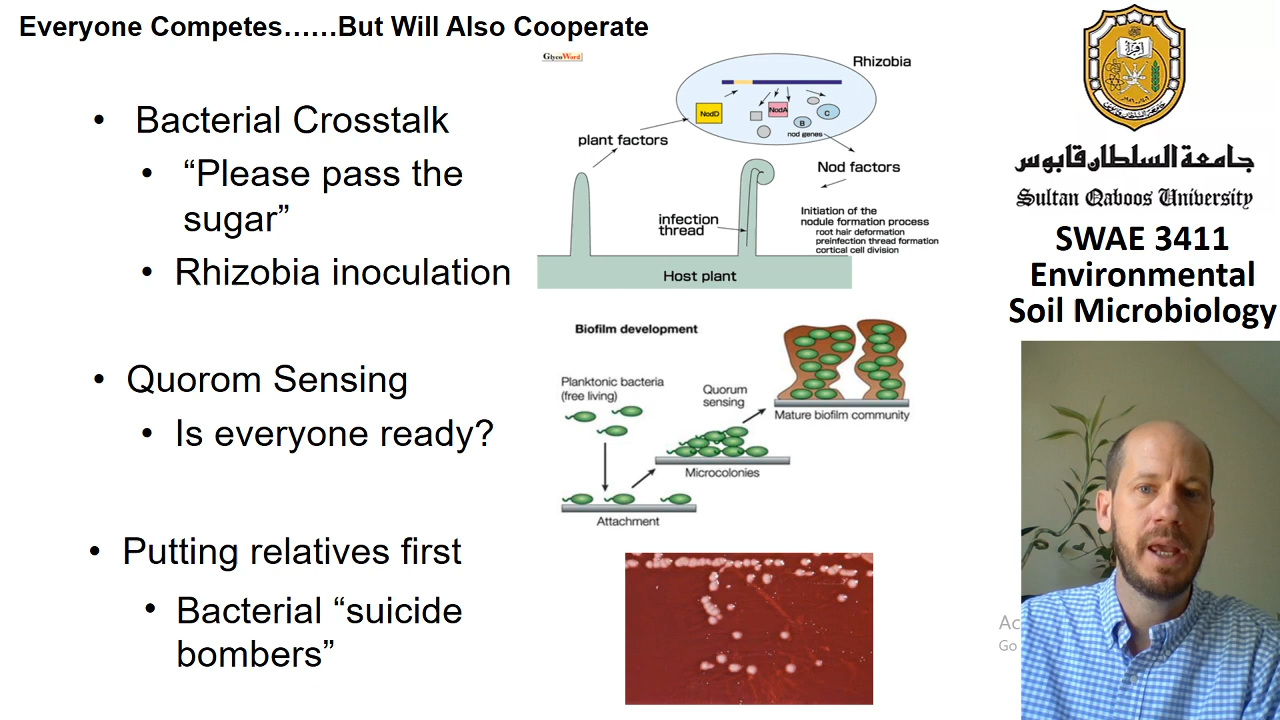 Everyone Competes......But Will Also Cooperate
• Bacterial Crosstalk
• “Please pass the
sugar”
• Rhizobia inoculation
• Quorom Sensing
• Is everyone ready?
• Putting relatives first
• Bacterial “suicide
bombers”
GlycoWord
Rhizobia
NodD
NodA
B
C
nod genes
plant factors
Nod factors
infection
thread
Initiation of the
nodule formation process
root hair deformation
preinfection thread formation
cortical cell division
Host plant
Biofilm development
Planktonic bacteria
(free living)
Quorum
sensing
Mature biofilm community
Microcolonies
Attachment
جامعة السلطان قابوس
Sultan Qaboos University
SWAE 3411
Environmental
Soil Microbiology
Ac
Go